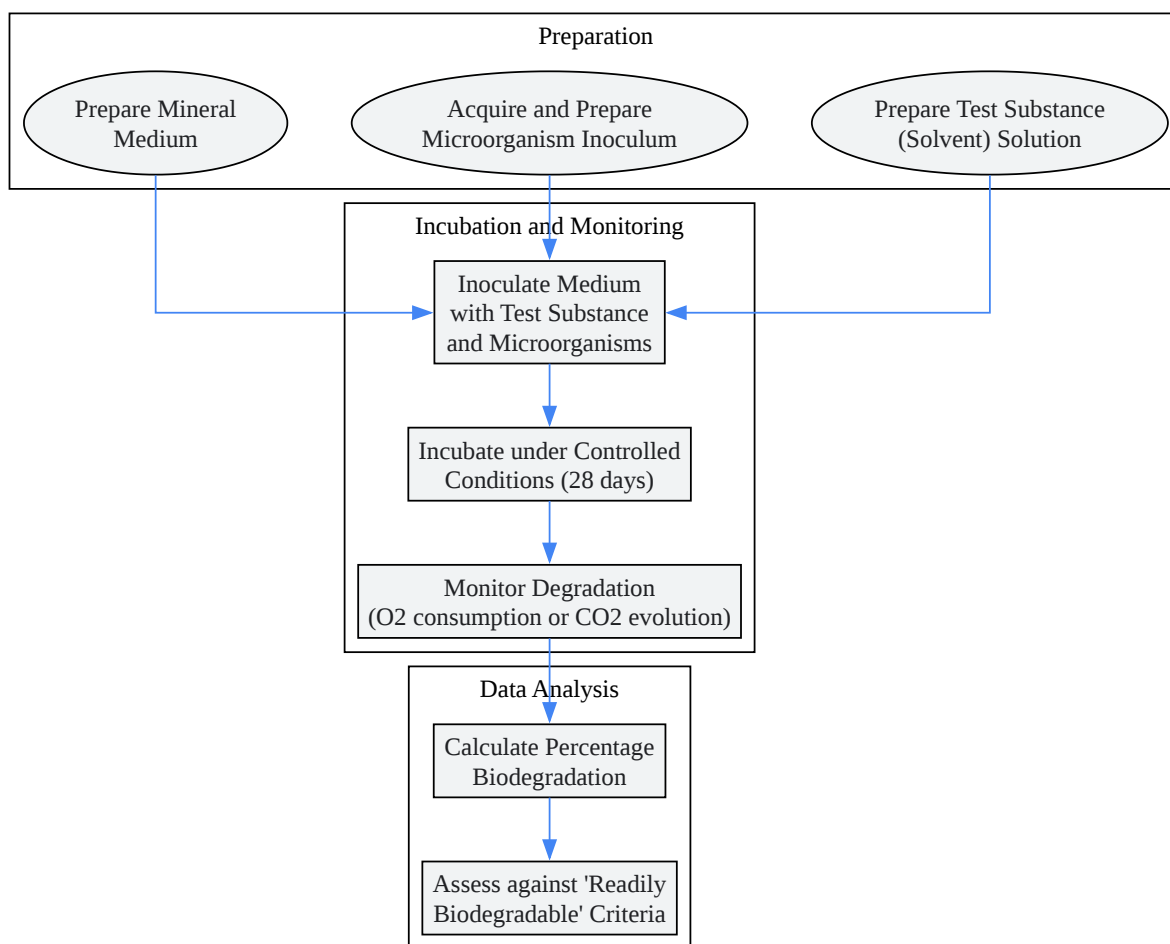 Preparation
Prepare Mineral
Medium
Acquire and Prepare
Microorganism Inoculum
Prepare Test Substance
(Solvent) Solution
Incubation and Monitoring
Inoculate Medium
with Test Substance
and Microorganisms
Incubate under Controlled
Conditions (28 days)
Monitor Degradation
(O2 consumption or CO2 evolution)
Data Analysis
Calculate Percentage
Biodegradation
Assess against 'Readily
Biodegradable' Criteria